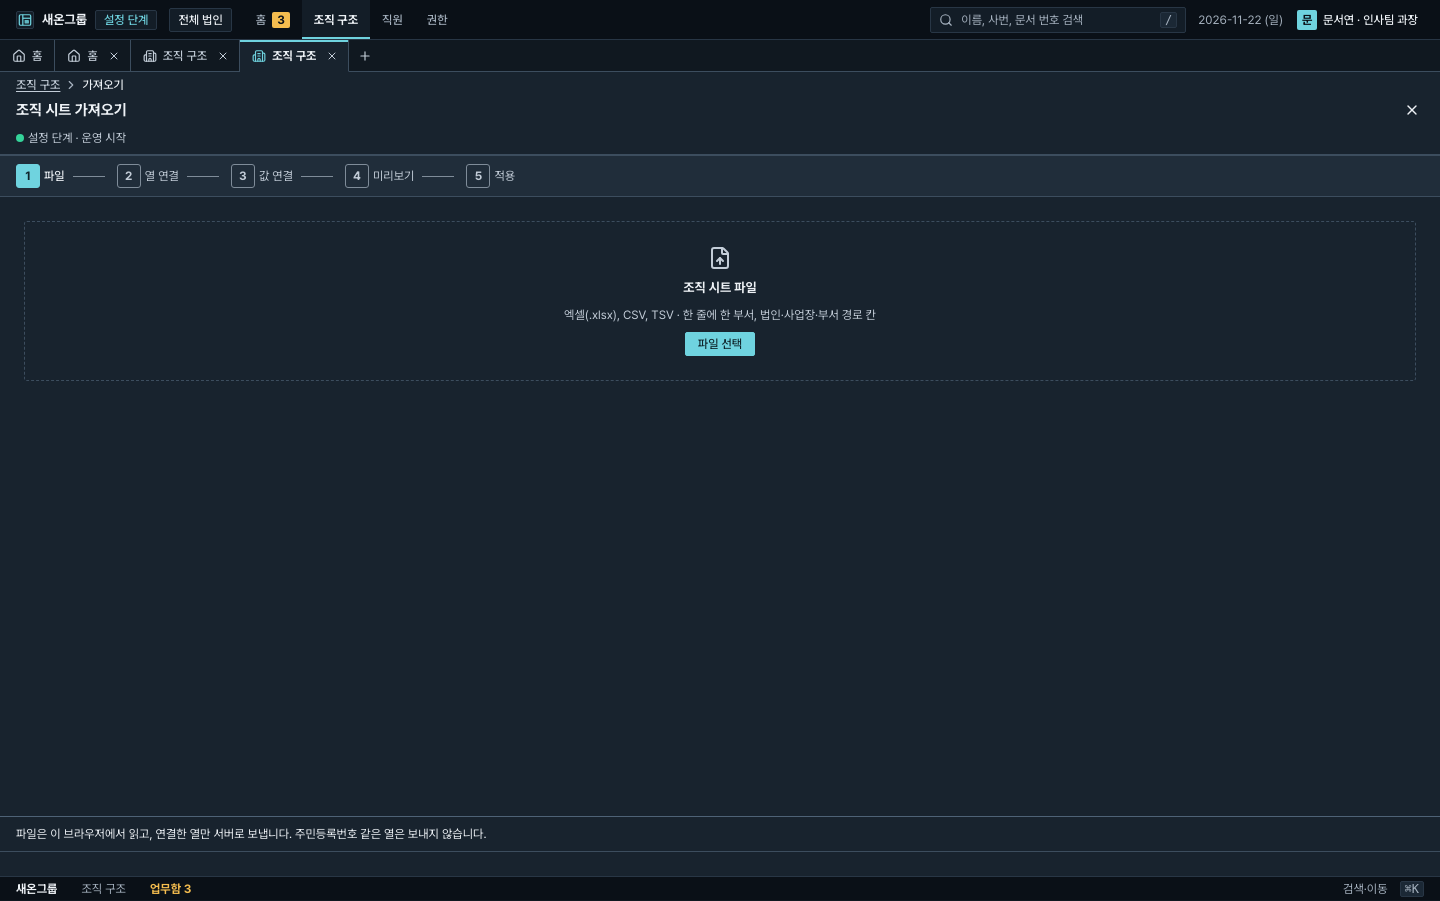 새온그룹 설정 단계 전체 법인 홈 3 조직 구조 직원 권한 이름, 사번, 문서 번호 검색 / 2026-11-22 (일) 문 문서연 · 인사팀 과장
홈 홈 조직 구조 조직 구조
조직 구조 가져오기
조직 시트 가져오기
설정 단계 · 운영 시작
1 파일 2 열 연결 3 값 연결 4 미리보기 5 적용
조직 시트 파일
엑셀(.xlsx), CSV, TSV · 한 줄에 한 부서, 법인·사업장·부서 경로 칸
파일 선택
파일은 이 브라우저에서 읽고, 연결한 열만 서버로 보냅니다. 주민등록번호 같은 열은 보내지 않습니다.
새온그룹 조직 구조 업무함 3 검색·이동 ⌘K